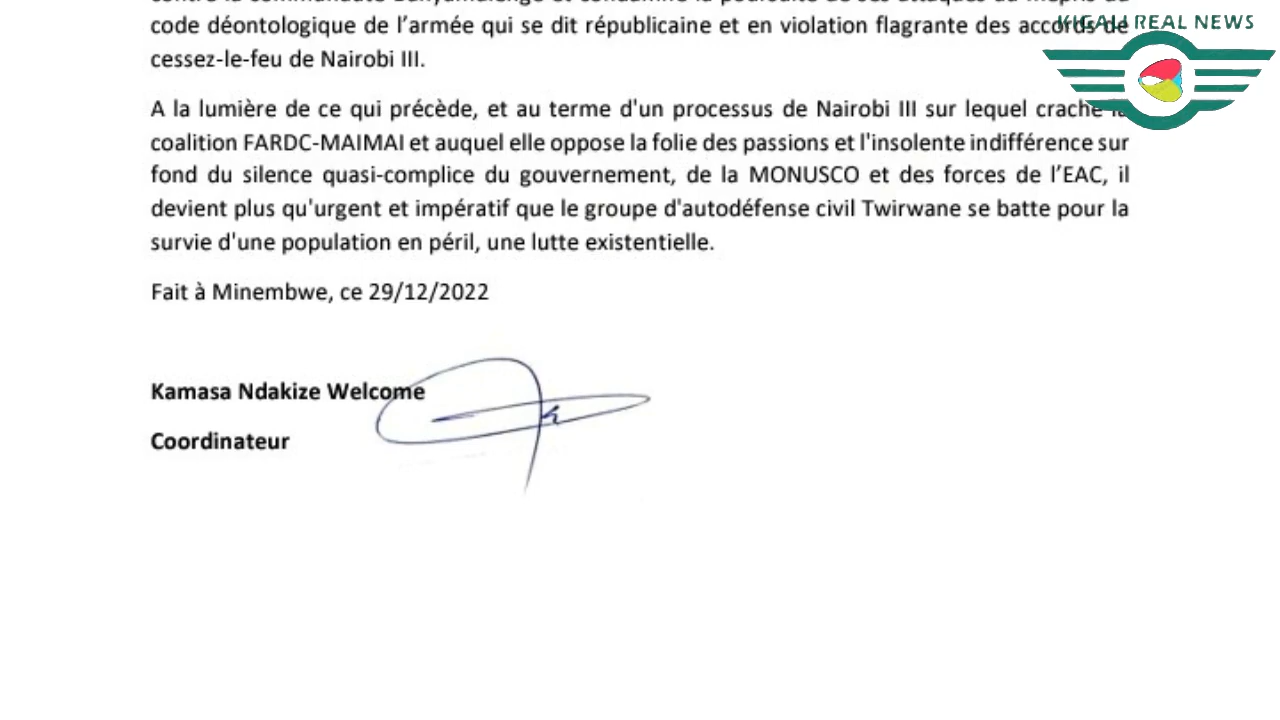 code déontologique de l’armée qui se dit républicaine et en violation flagrante des accords de
cessez-le-feu de Nairobi III.
A la lumière de ce qui précède, et au terme d'un processus de Nairobi III sur lequel crache la
coalition FARDC-MAIMAI et auquel elle oppose la folie des passions et l'insolente indifférence sur
fond du silence quasi-complice du gouvernement, de la MONUSCO et des forces de l’EAC, il
devient plus qu'urgent et impératif que le groupe d'autodéfense civil Twirwane se batte pour la
survie d'une population en péril, une lutte existentielle.
Fait à Minembwe, ce 29/12/2022
Kamasa Ndakize Welcome
Coordinateur
KIGALI REAL NEWS